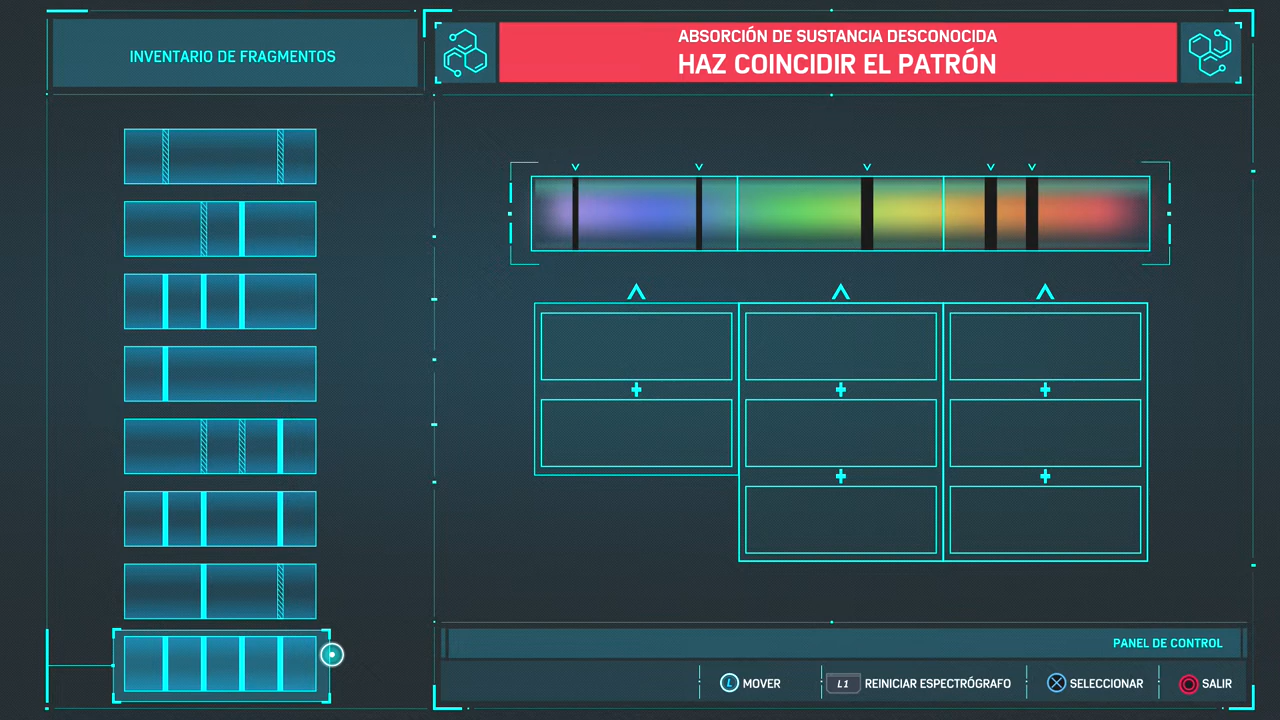 INVENTARIO DE FRAGMENTOS
ABSORCIÓN DE SUSTANCIA DESCONOCIDA
HAZ COINCIDIR EL PATRÓN
PANEL DE CONTROL
L MOVER
L1 REINICIAR ESPECTRÓGRAFO
SELECCIONAR
SALIR